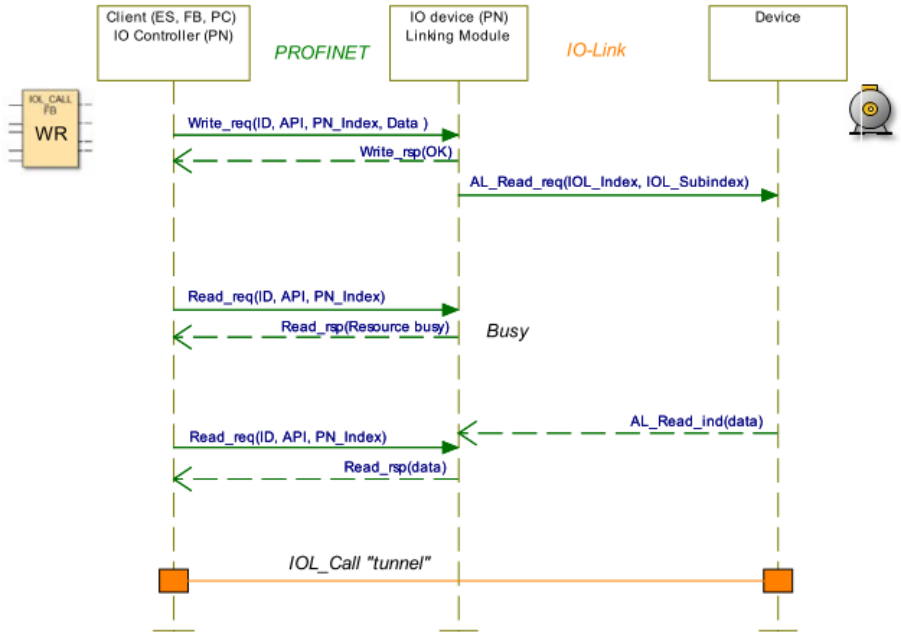 Client (ES, FB, PC)
IO Controller (PN)
IO device (PN)
Linking Module
Device
PROFINET
IO-Link
IOL_CALL
FB
WR
Write_req(ID, API, PN_Index, Data )
Write_rsp(OK)
AL_Read_req(IOL_Index, IOL_Subindex)
Read_req(ID, API, PN_Index)
Read_rsp(Resource busy)
Busy
AL_Read_ind(data)
Read_req(ID, API, PN_Index)
Read_rsp(data)
IOL_Call "tunnel"